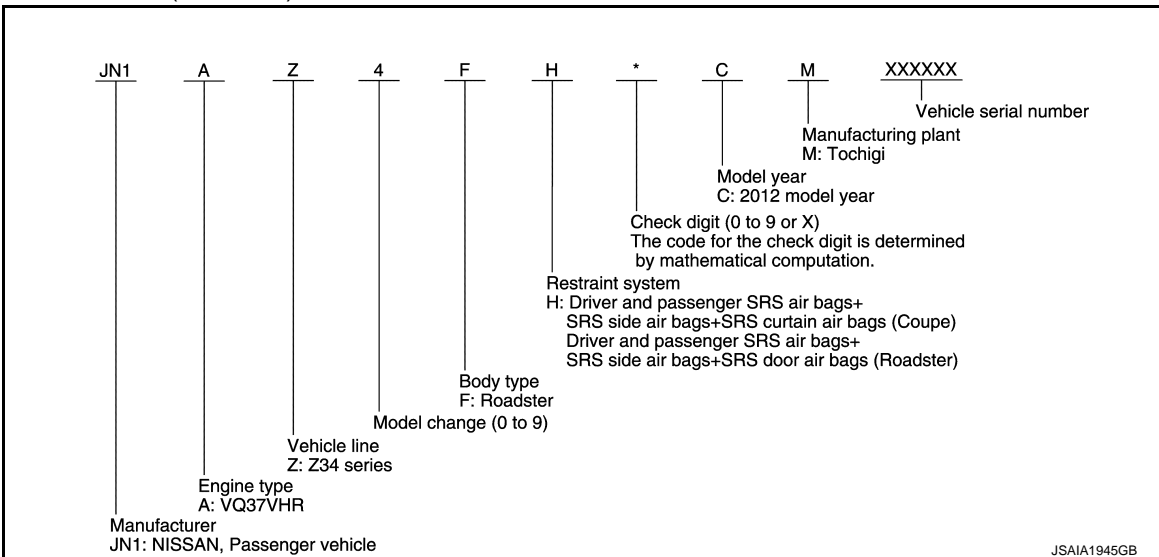 JN1 A Z 4 F H * C M XXXXXX
Vehicle serial number
Manufacturing plant
M: Tochigi
Model year
C: 2012 model year
Check digit (0 to 9 or X)
The code for the check digit is determined
by mathematical computation.
Restraint system
H: Driver and passenger SRS air bags+
SRS side air bags+SRS curtain air bags (Coupe)
Driver and passenger SRS air bags+
SRS side air bags+SRS door air bags (Roadster)
Body type
F: Roadster
Model change (0 to 9)
Vehicle line
Z: Z34 series
Engine type
A: VQ37VHR
Manufacturer
JN1: NISSAN, Passenger vehicle
JSAIA1945GB